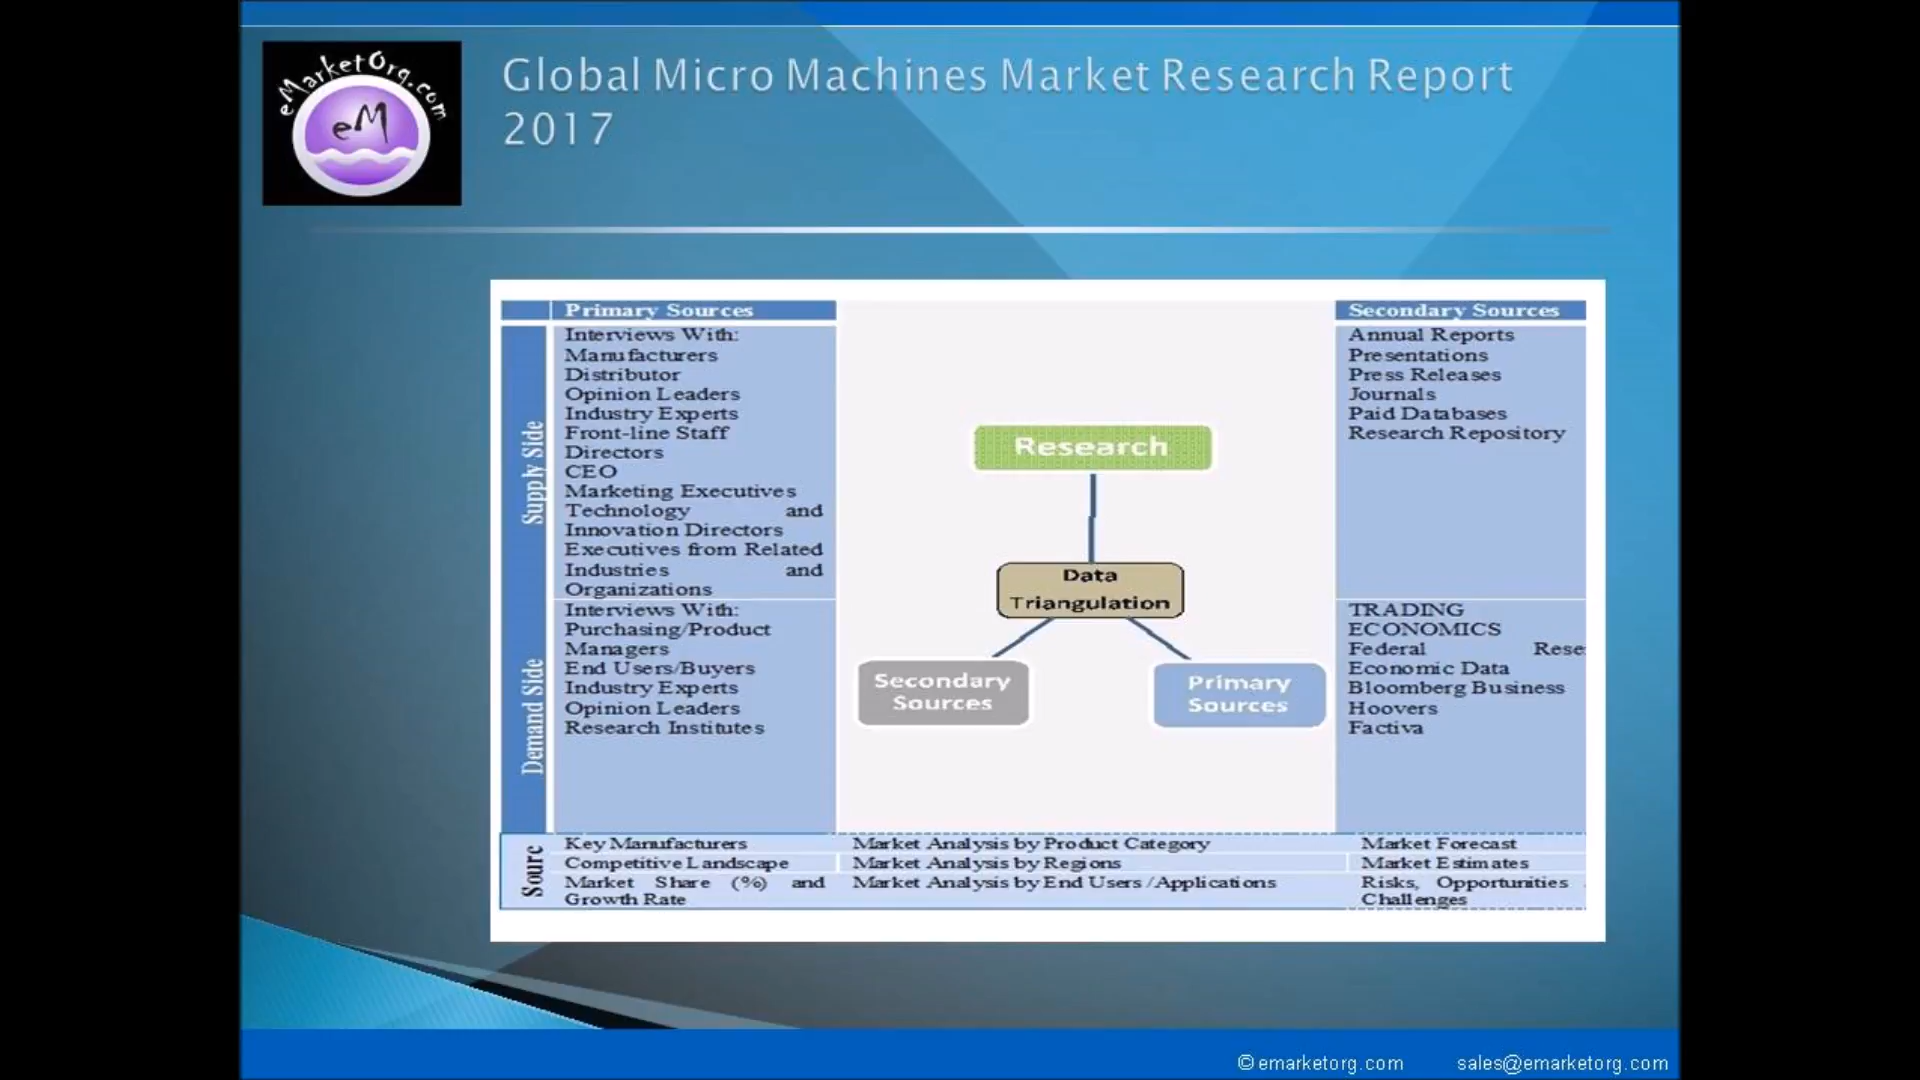 eMarketOrg.com
eM
Global Micro Machines Market Research Report
2017
Primary Sources
Supply Side
Interviews With:
Manufacturers
Distributor
Opinion Leaders
Industry Experts
Front-line Staff
Directors
CEO
Marketing Executives
Technology and
Innovation Directors
Executives from Related
Industries and
Organizations
Demand Side
Interviews With:
Purchasing/Product
Managers
End Users/Buyers
Industry Experts
Opinion Leaders
Research Institutes
Research
Data
Triangulation
Secondary
Sources
Primary
Sources
Secondary Sources
Annual Reports
Presentations
Press Releases
Journals
Paid Databases
Research Repository
TRADING
ECONOMICS
Federal Rese
Economic Data
Bloomberg Business
Hoovers
Factiva
Sourc
Key Manufacturers
Competitive Landscape
Market Share (%) and
Growth Rate
Market Analysis by Product Category
Market Analysis by Regions
Market Analysis by End Users /Applications
Market Forecast
Market Estimates
Risks, Opportunities
Challenges
© emarketorg.com sales@emarketorg.com